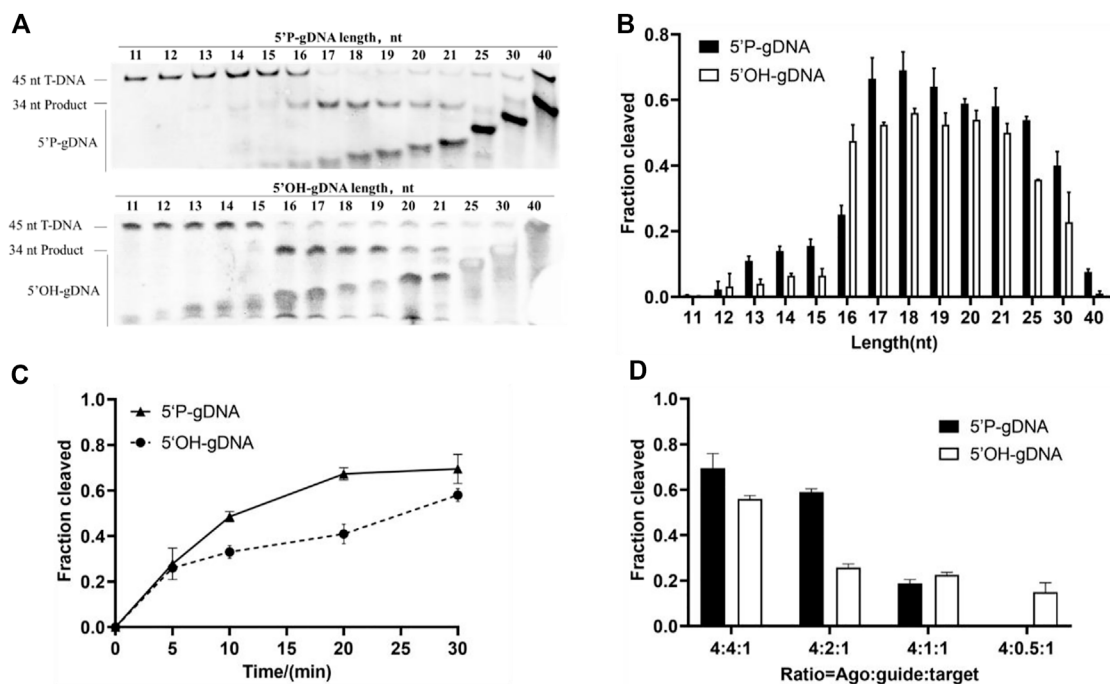 A
5'P-gDNA length, nt
11 12 13 14 15 16 17 18 19 20 21 25 30 40
45 nt T-DNA
34 nt Product
5'P-gDNA
5'OH-gDNA length, nt
11 12 13 14 15 16 17 18 19 20 21 25 30 40
45 nt T-DNA
34 nt Product
5'OH-gDNA
B
5'P-gDNA
5'OH-gDNA
Fraction cleaved
0.8
0.6
0.4
0.2
0.0
11 12 13 14 15 16 17 18 19 20 21 25 30 40
Length(nt)
C
5'P-gDNA
5'OH-gDNA
Fraction cleaved
1.0
0.8
0.6
0.4
0.2
0.0
0 5 10 20 30
Time/(min)
D
5'P-gDNA
5'OH-gDNA
Fraction cleaved
1.0
0.8
0.6
0.4
0.2
0.0
4:4:1 4:2:1 4:1:1 4:0.5:1
Ratio=Ago:guide:target